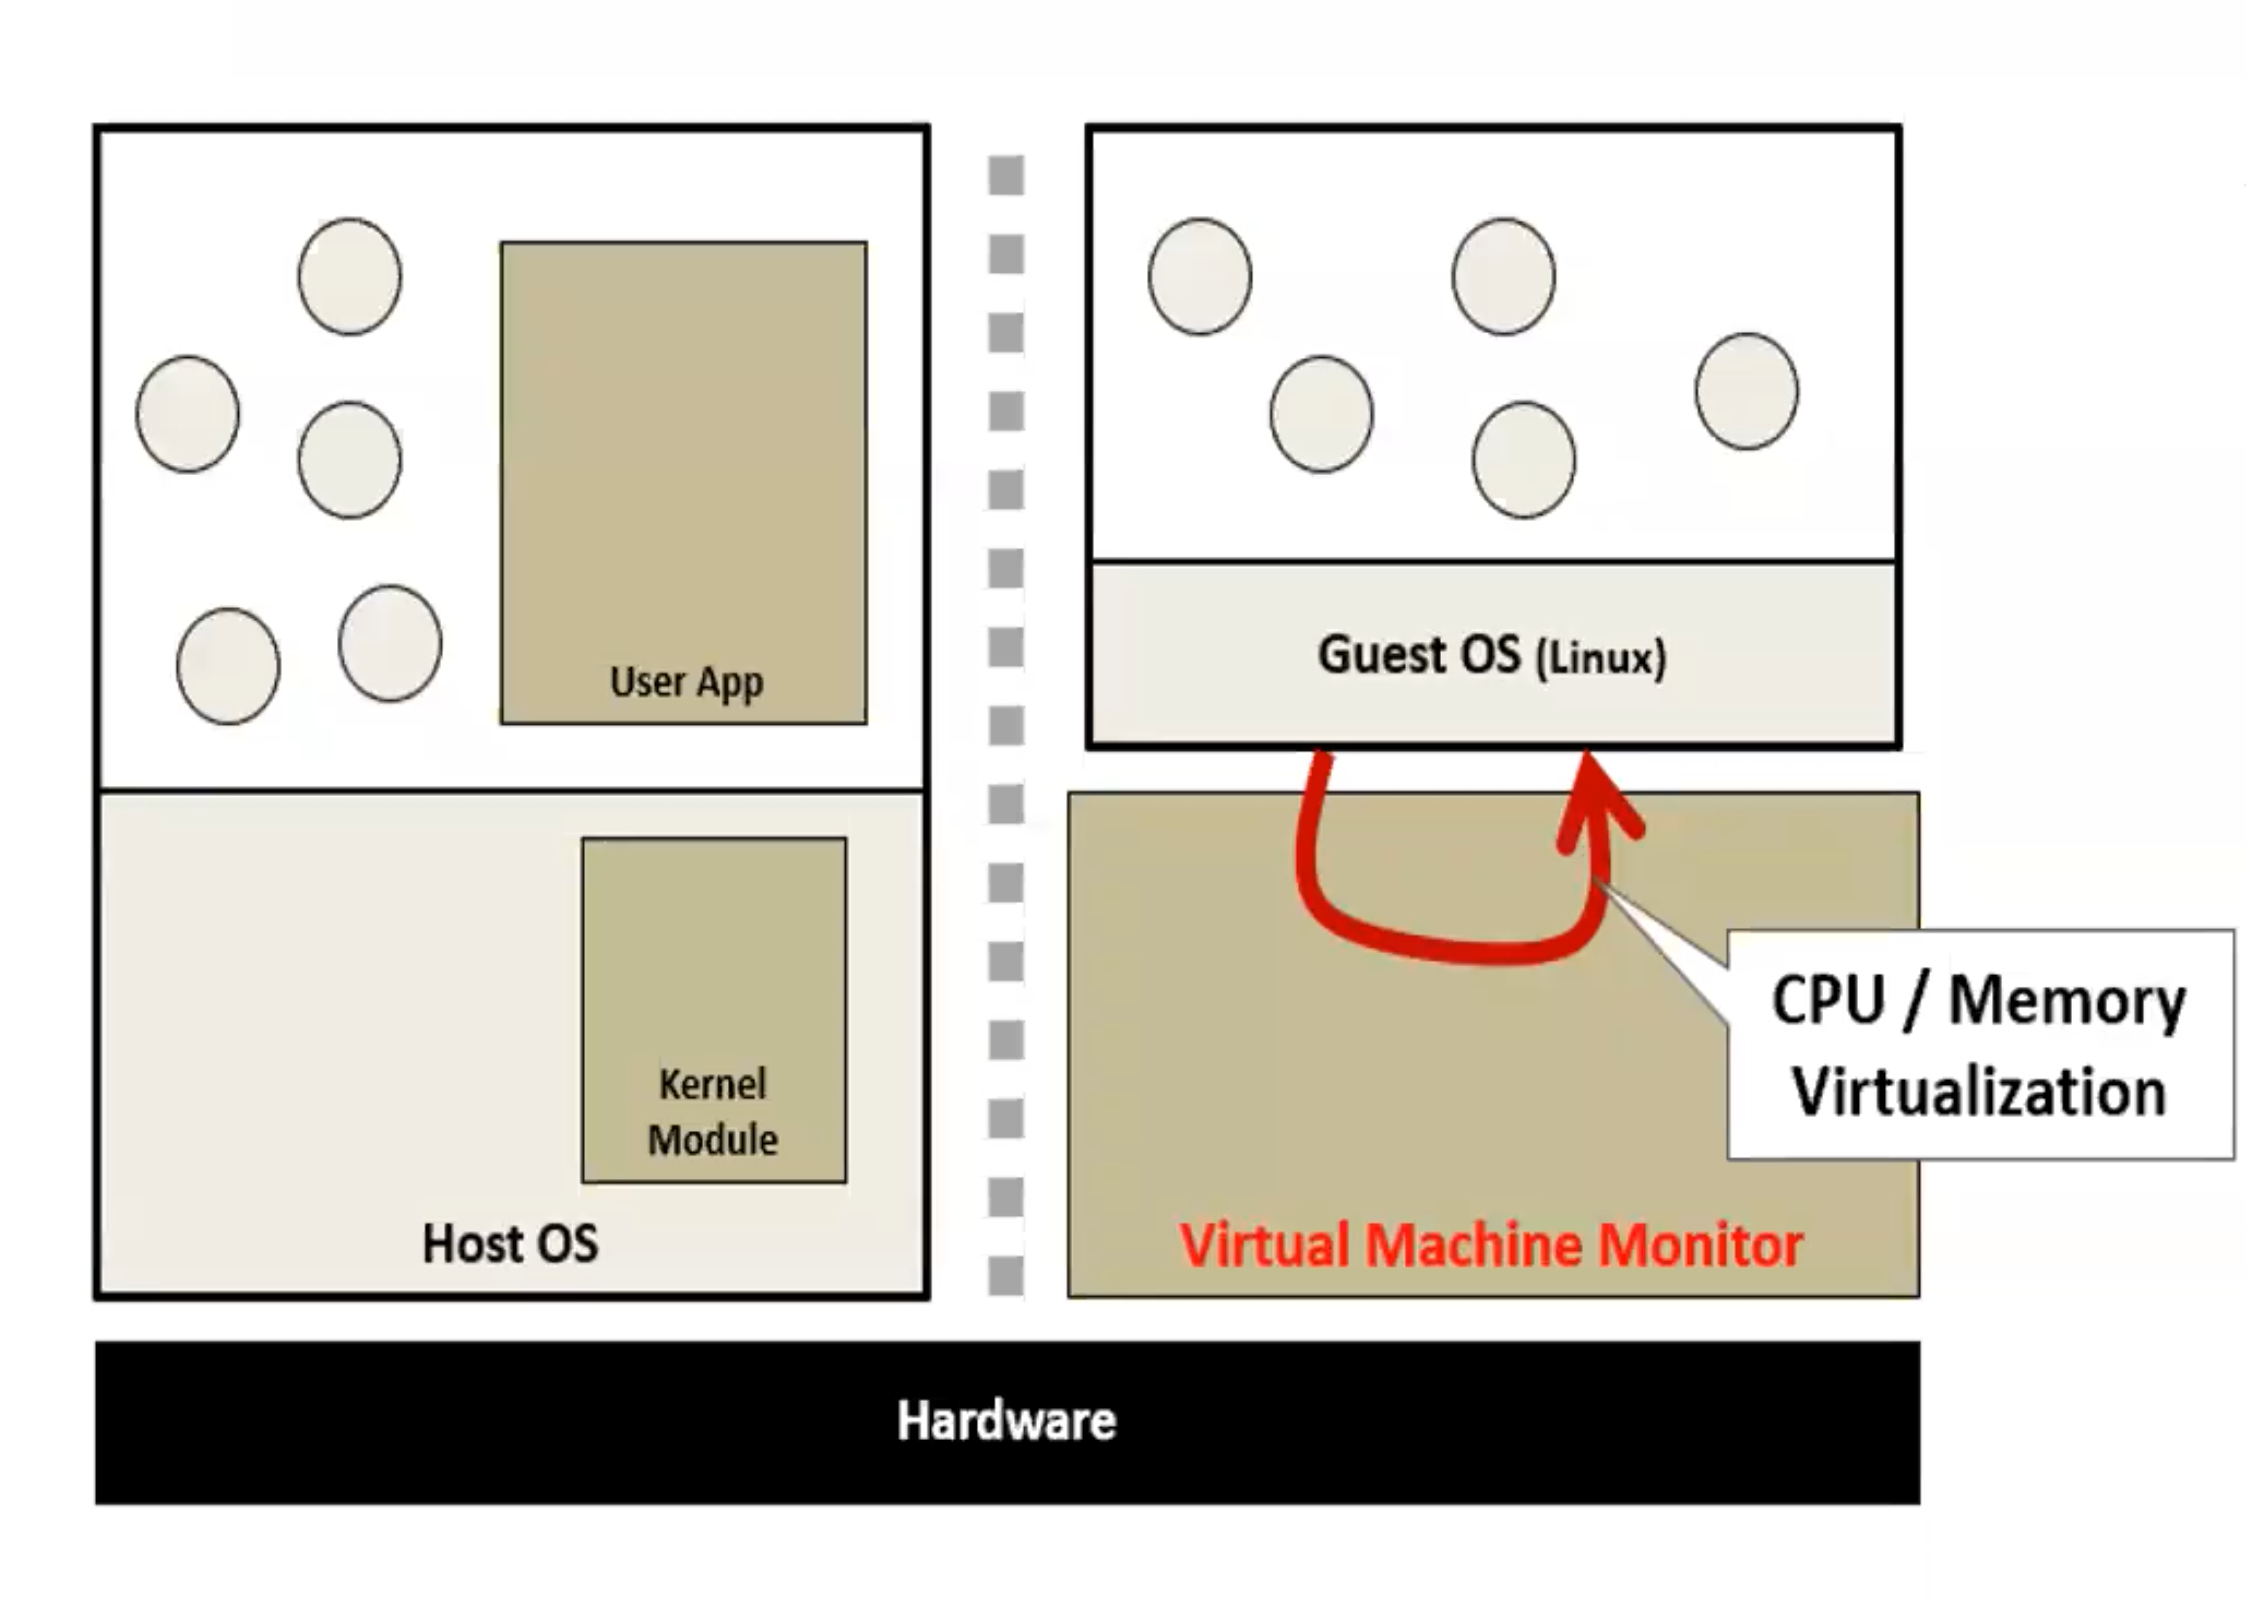 User App
Kernel
Module
Host OS
Guest OS (Linux)
CPU / Memory
Virtualization
Virtual Machine Monitor
Hardware